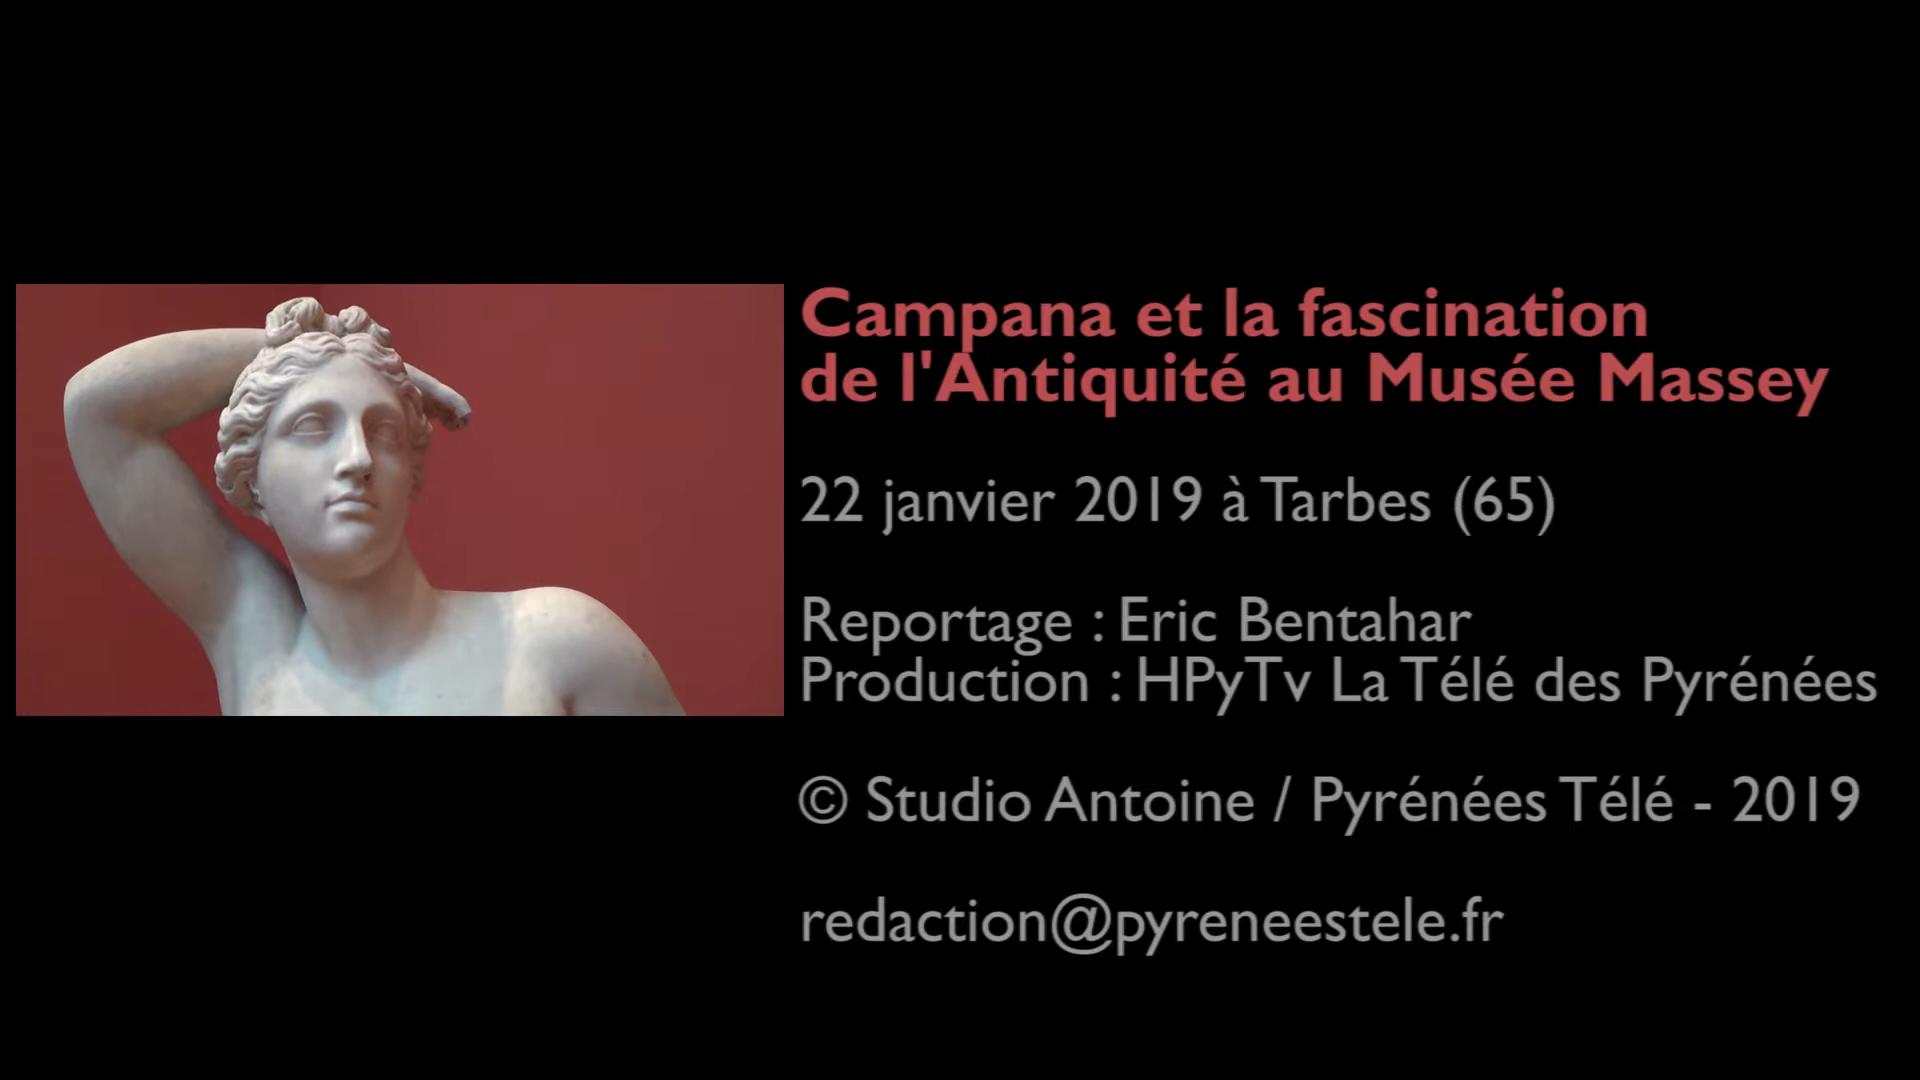 Campana et la fascination
de l'Antiquité au Musée Massey
22 janvier 2019 à Tarbes (65)
Reportage : Eric Bentahar
Production : HPyTv La Télé des Pyrénées
© Studio Antoine / Pyrénées Télé - 2019
redaction@pyreneestele.fr